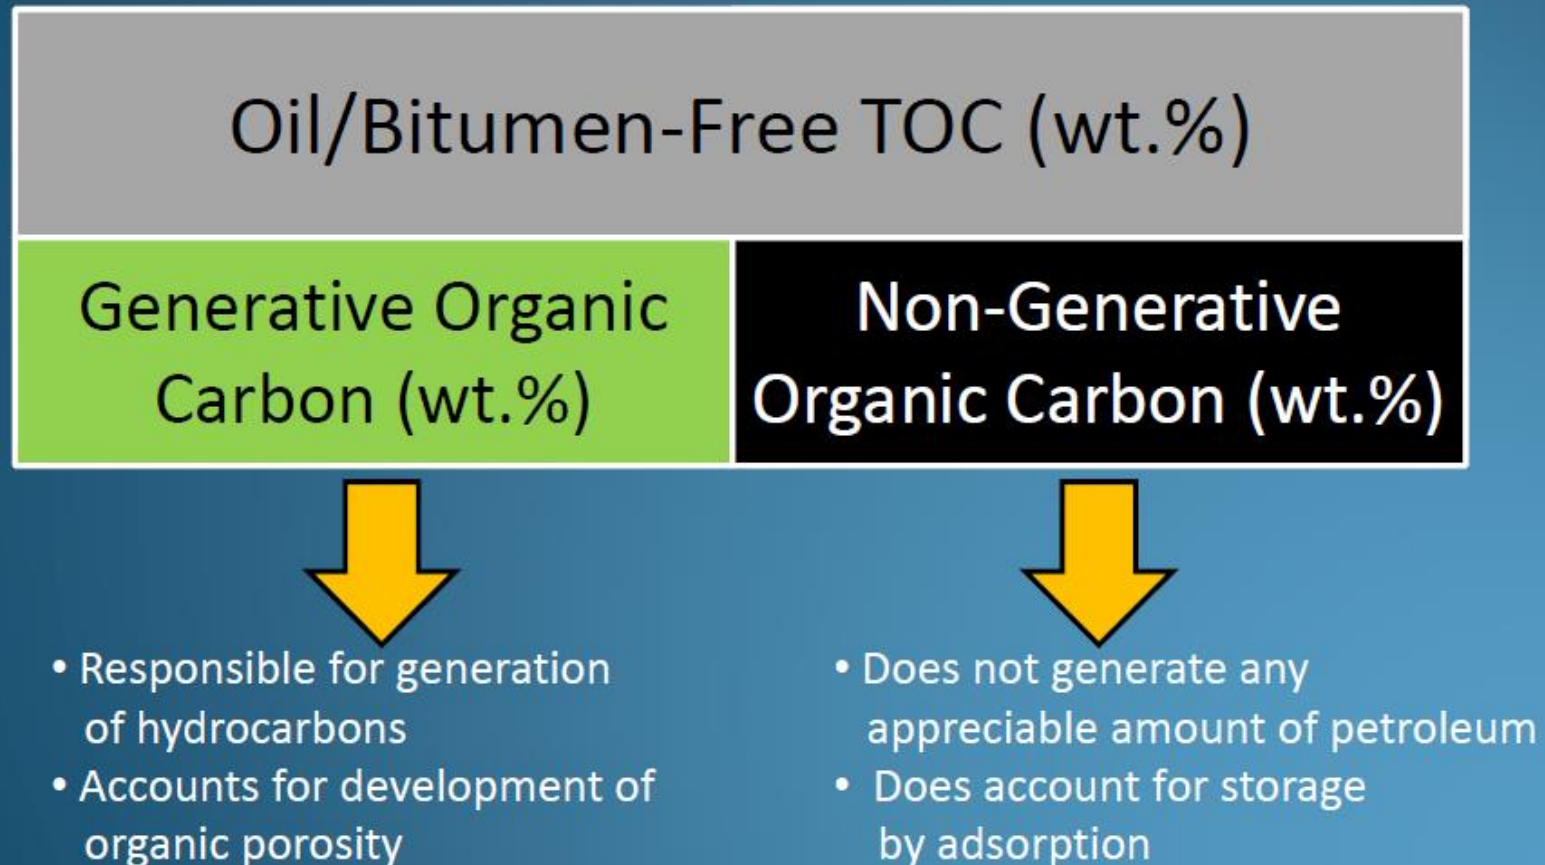 Oil/Bitumen-Free TOC (wt.%)
Generative Organic
Carbon (wt.%)
Non-Generative
Organic Carbon (wt.%)
• Responsible for generation
of hydrocarbons
• Accounts for development of
organic porosity
• Does not generate any
appreciable amount of petroleum
• Does account for storage
by adsorption